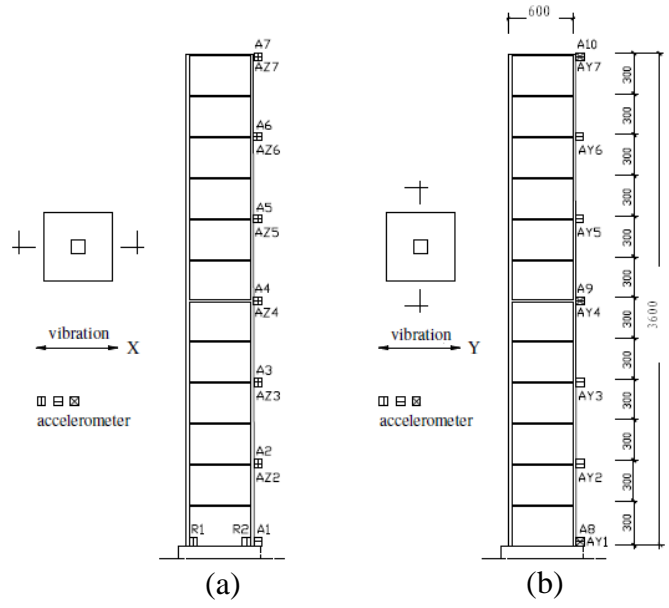 A7
AZ7
A6
AZ6
A5
AZ5
A4
AZ4
A3
AZ3
A2
AZ2
R1 R2 A1
vibration
X
accelerometer
(a)
600
A10
AY7
AY6
AY5
A9
AY4
AY3
AY2
A8
AY1
vibration
Y
accelerometer
300
300
300
300
300
300
300
300
300
300
300
300
3600
(b)